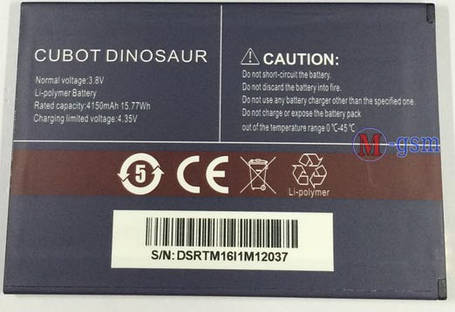 CUBOT DINOSAUR
Normal voltage:3.8V
Li-polymer Battery
Rated capacity:4150mAh 15.77Wh
Charging limited voltage:4.35V
CAUTION:
Do not short-circuit the battery.
Do not discard the battery into fire.
Do not use any battery charger other than the specified one.
Do not charge or expose the battery pack
out of the temperature range 0℃-45℃
M-gsm
5
CE
Li-polymer
S/N: DSRTM16I1M12037